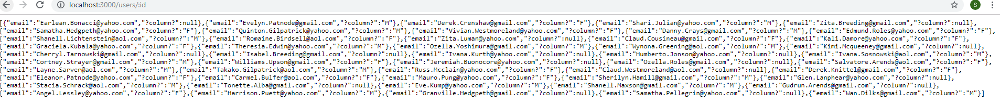 localhost:3000/users/:id
S
[{"email":"Earlean.Bonacci@yahoo.com","?column?":null},{"email":"Evelyn.Patnode@gmail.com","?column?":"M"},{"email":"Derek.Crenshaw@gmail.com","?column?":"F"},{"email":"Shari.Julian@yahoo.com","?column?":"M"},{"email":"Zita.Breeding@gmail.com","?column?":null},
{"email":"Samatha.Hedgpeth@yahoo.com","?column?":"F"},{"email":"Quinton.Gilpatrick@yahoo.com","?column?":"M"},{"email":"Vivian.Westmoreland@yahoo.com","?column?":"F"},{"email":"Danny.Crays@gmail.com","?column?":"M"},{"email":"Edmund.Roles@yahoo.com","?column?":"F"},
{"email":"Shanell.Lichtenstein@aol.com","?column?":"M"},{"email":"Romaine.Birdsell@aol.com","?column?":"F"},{"email":"Zita.Luman@yahoo.com","?column?":null},{"email":"Claud.Cousineau@gmail.com","?column?":"F"},{"email":"Kali.Damore@yahoo.com","?column?":"F"},
{"email":"Graciela.Kubala@yahoo.com","?column?":"F"},{"email":"Theresia.Edwin@yahoo.com","?column?":"M"},{"email":"Ozella.Yoshimura@gmail.com","?column?":"M"},{"email":"Wynona.Greening@aol.com","?column?":"M"},{"email":"Kimi.Mcqueeney@gmail.com","?column?":null},
{"email":"Cherryl.Tarnowski@gmail.com","?column?":null},{"email":"Isabel.Breeding@gmail.com","?column?":null},{"email":"Ivana.Kurth@yahoo.com","?column?":null},{"email":"Humberto.Jonson@yahoo.com","?column?":null},{"email":"Ivana.Sosnowski@aol.com","?column?":"M"},
{"email":"Cortney.Strayer@gmail.com","?column?":"M"},{"email":"Williams.Upson@gmail.com","?column?":"F"},{"email":"Jeremiah.Buonocore@yahoo.com","?column?":null},{"email":"Ozella.Roles@gmail.com","?column?":null},{"email":"Salvatore.Arends@aol.com","?column?":"F"},
{"email":"Layne.Sarver@aol.com","?column?":"M"},{"email":"Takako.Gilpatrick@aol.com","?column?":"M"},{"email":"Russ.Mcclain@yahoo.com","?column?":"F"},{"email":"Claud.Westmoreland@aol.com","?column?":null},{"email":"Derek.Knittel@gmail.com","?column?":"F"},
{"email":"Eleanor.Patnode@yahoo.com","?column?":"F"},{"email":"Carmel.Bulfer@aol.com","?column?":"F"},{"email":"Mauro.Pung@yahoo.com","?column?":"F"},{"email":"Sherilyn.Hamill@gmail.com","?column?":"M"},{"email":"Glen.Lanphear@yahoo.com","?column?":null},
{"email":"Stacia.Schrack@aol.com","?column?":"M"},{"email":"Tonette.Alba@gmail.com","?column?":null},{"email":"Eve.Kump@yahoo.com","?column?":"M"},{"email":"Shanell.Maxson@gmail.com","?column?":"M"},{"email":"Gudrun.Arends@gmail.com","?column?":null},
{"email":"Angel.Lessley@yahoo.com","?column?":"F"},{"email":"Harrison.Puett@yahoo.com","?column?":"M"},{"email":"Granville.Hedgpeth@gmail.com","?column?":null},{"email":"Samatha.Pellegrin@yahoo.com","?column?":null},{"email":"Wan.Dilks@gmail.com","?column?":"M"}]